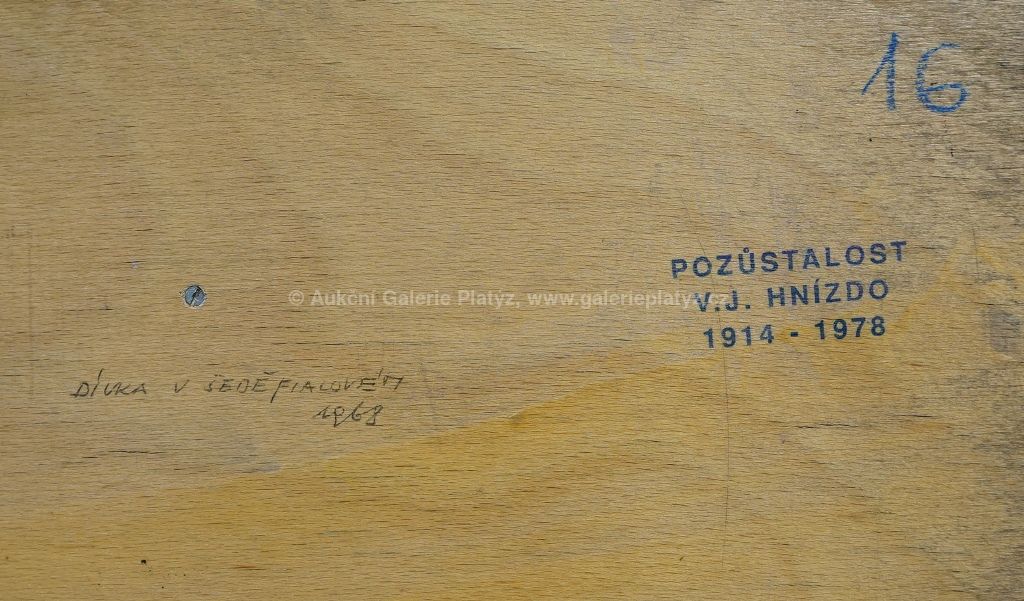 16
POZŮSTALOST
V.J. HNÍZDO
1914 - 1978
© Aukční Galerie Platýz, www.galerieplatyz.cz
DÍVKA V ŠEDĚFIALOVÉM
1968